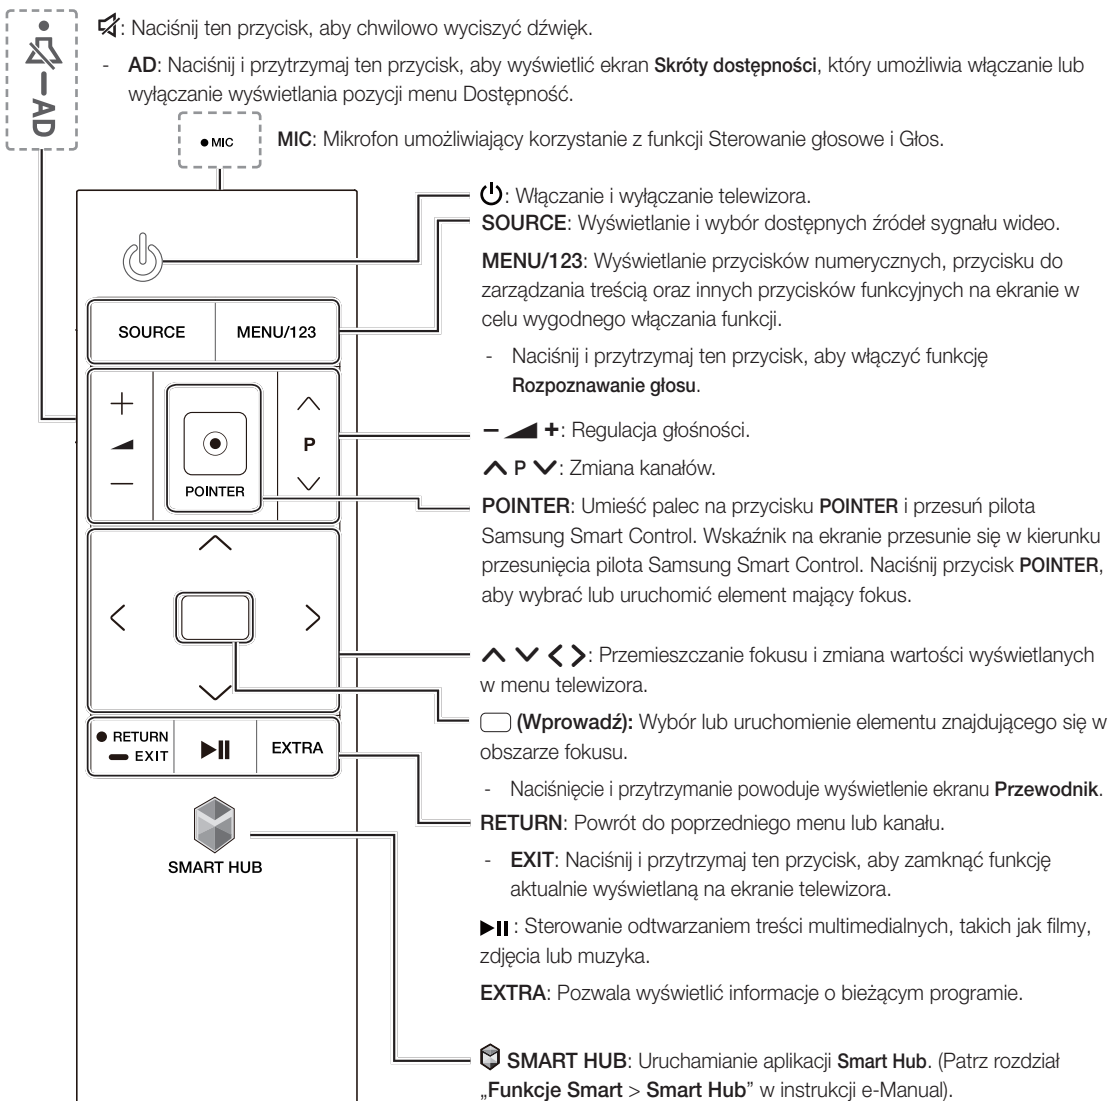 : Naciśnij ten przycisk, aby chwilowo wyciszyć dźwięk.
- AD: Naciśnij i przytrzymaj ten przycisk, aby wyświetlić ekran Skróty dostępności, który umożliwia włączanie lub
wyłączanie wyświetlania pozycji menu Dostępność.
AD
MIC
MIC: Mikrofon umożliwiający korzystanie z funkcji Sterowanie głosowe i Głos.
: Włączanie i wyłączanie telewizora.
SOURCE: Wyświetlanie i wybór dostępnych źródeł sygnału wideo.
MENU/123: Wyświetlanie przycisków numerycznych, przycisku do
zarządzania treścią oraz innych przycisków funkcyjnych na ekranie w
celu wygodnego włączania funkcji.
- Naciśnij i przytrzymaj ten przycisk, aby włączyć funkcję
Rozpoznawanie głosu.
SOURCE
MENU/123
P
POINTER
− +: Regulacja głośności.
P : Zmiana kanałów.
POINTER: Umieść palec na przycisku POINTER i przesuń pilota
Samsung Smart Control. Wskaźnik na ekranie przesunie się w kierunku
przesunięcia pilota Samsung Smart Control. Naciśnij przycisk POINTER,
aby wybrać lub uruchomić element mający fokus.
: Przemieszczanie fokusu i zmiana wartości wyświetlanych
w menu telewizora.
(Wprowadź): Wybór lub uruchomienie elementu znajdującego się w
obszarze fokusu.
- Naciśnięcie i przytrzymanie powoduje wyświetlenie ekranu Przewodnik.
RETURN
EXIT
EXTRA
SMART HUB
RETURN: Powrót do poprzedniego menu lub kanału.
- EXIT: Naciśnij i przytrzymaj ten przycisk, aby zamknąć funkcję
aktualnie wyświetlaną na ekranie telewizora.
: Sterowanie odtwarzaniem treści multimedialnych, takich jak filmy,
zdjęcia lub muzyka.
EXTRA: Pozwala wyświetlić informacje o bieżącym programie.
SMART HUB: Uruchamianie aplikacji Smart Hub. (Patrz rozdział
„Funkcje Smart > Smart Hub” w instrukcji e-Manual).